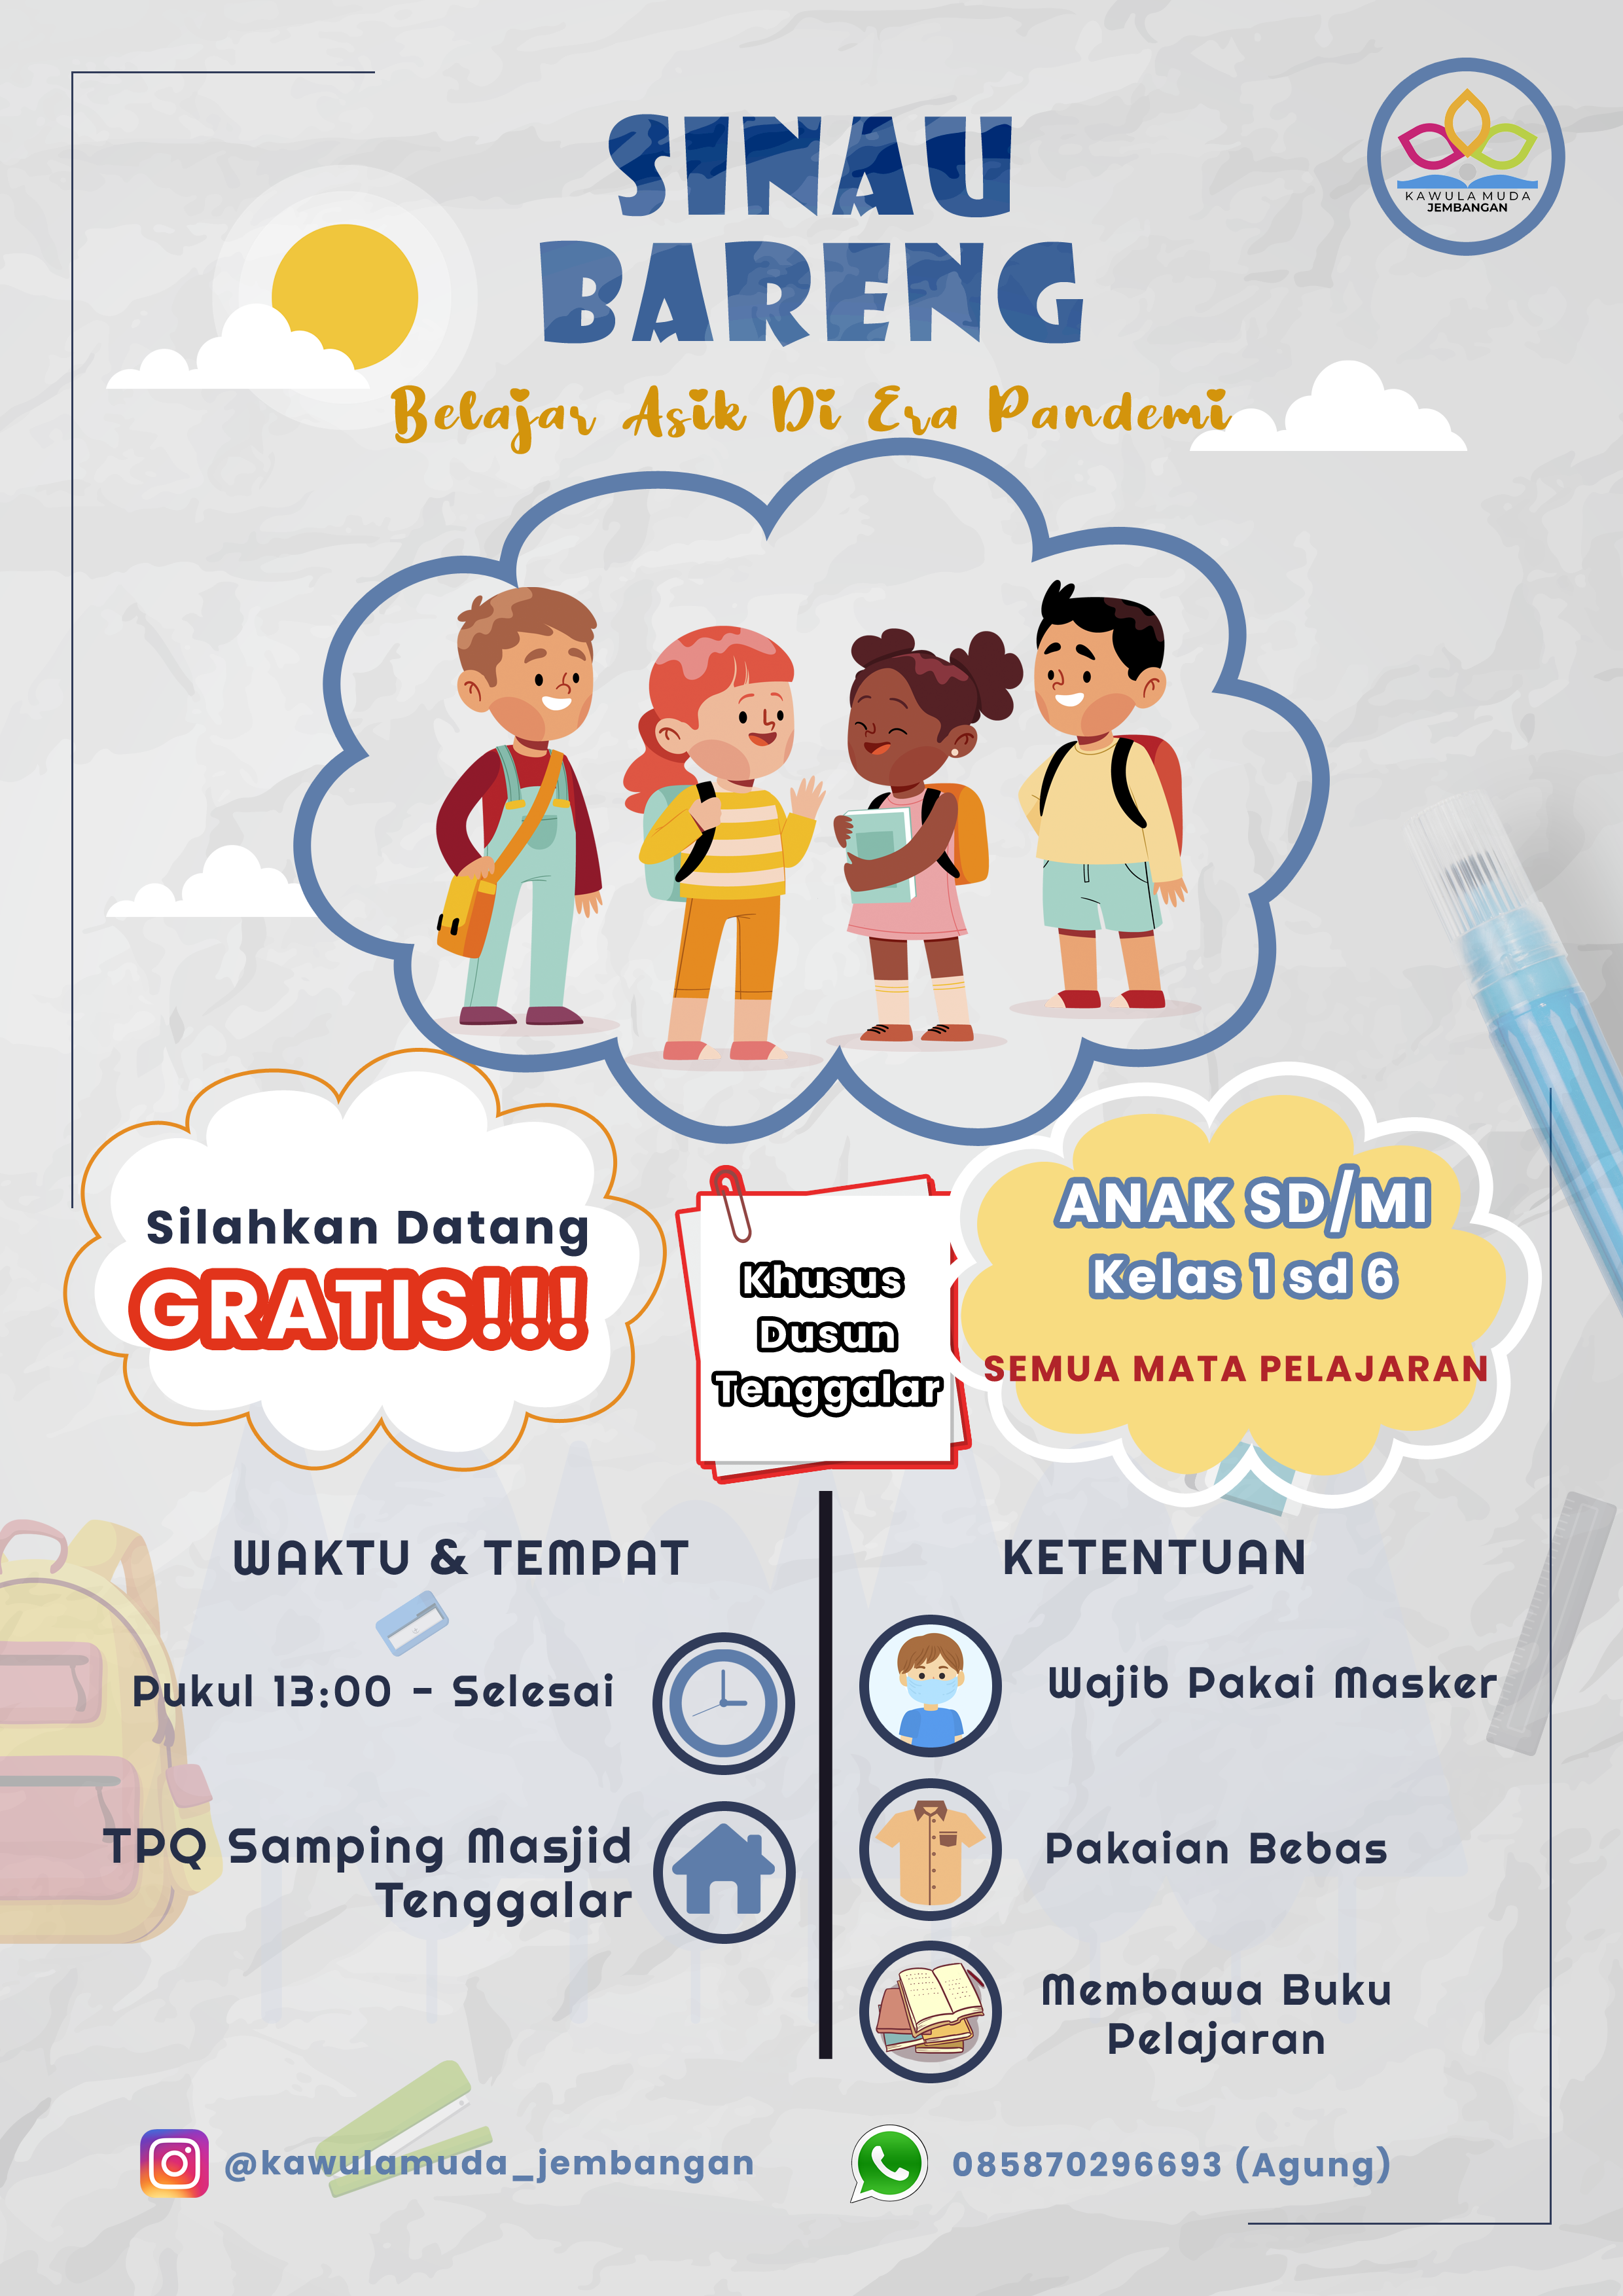 SINAU
BARENG
KAWULA MUDA
JEMBANGAN
Belajar Asik Di Era Pandemi
Silahkan Datang
GRATIS!!!
Khusus
Dusun
Tenggalar
ANAK SD/MI
Kelas 1 sd 6
SEMUA MATA PELAJARAN
WAKTU & TEMPAT
Pukul 13:00 - Selesai
TPQ Samping Masjid
Tenggalar
KETENTUAN
Wajib Pakai Masker
Pakaian Bebas
Membawa Buku
Pelajaran
@kawulamuda_jembangan
085870296693 (Agung)